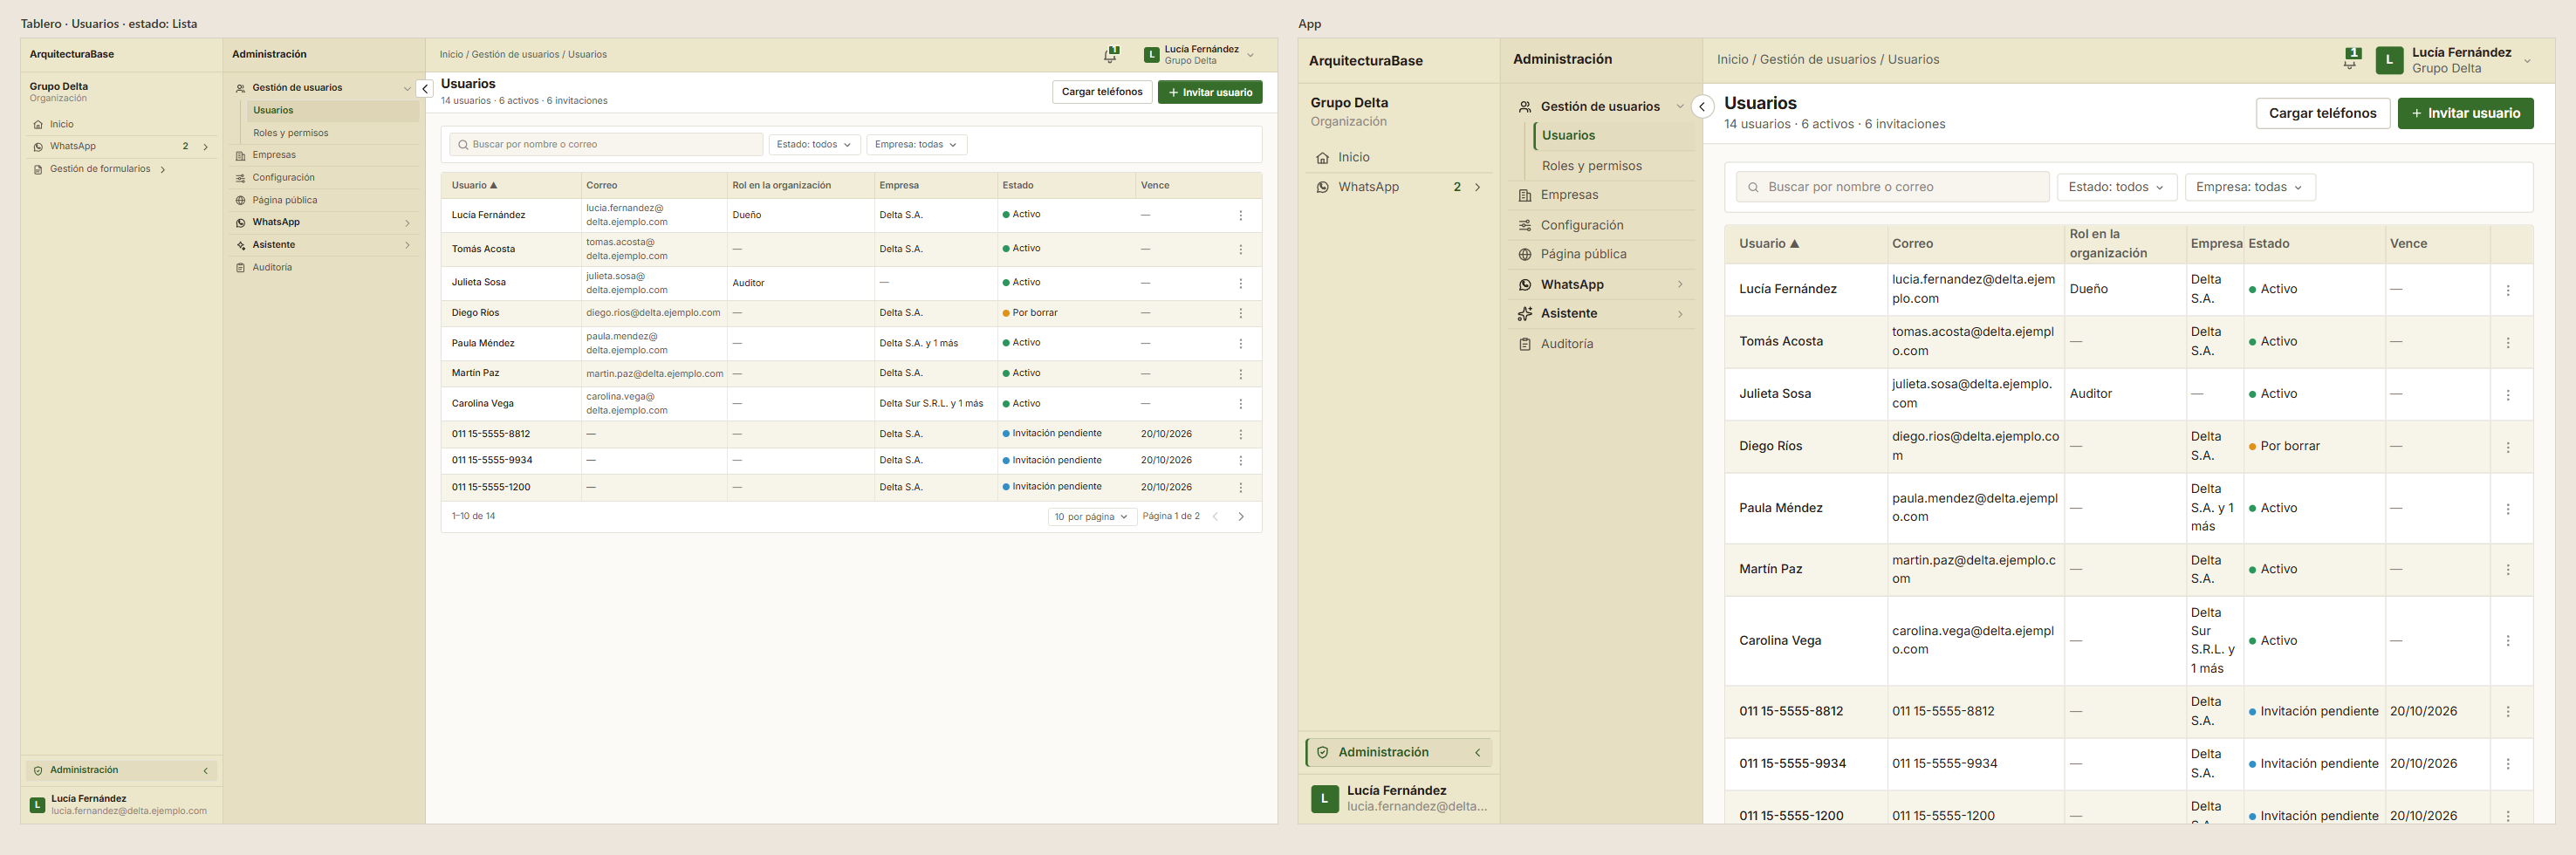 Tablero · Usuarios · estado: Lista
ArquitecturaBase
Grupo Delta
Organización
Inicio
WhatsApp 2
Gestión de formularios
Administración
Lucía Fernández
lucia.fernandez@delta.ejemplo.com
Administración
Gestión de usuarios
Usuarios
Roles y permisos
Empresas
Configuración
Página pública
WhatsApp
Asistente
Auditoría
Inicio / Gestión de usuarios / Usuarios
1
L
Lucía Fernández
Grupo Delta
Usuarios
14 usuarios · 6 activos · 6 invitaciones
Cargar teléfonos
+ Invitar usuario
Buscar por nombre o correo
Estado: todos
Empresa: todas
Usuario ▲ Correo Rol en la organización Empresa Estado Vence
Lucía Fernández lucia.fernandez@ Dueño Delta S.A. Activo —
delta.ejemplo.com
Tomás Acosta tomas.acosta@ — Delta S.A. Activo —
delta.ejemplo.com
Julieta Sosa julieta.sosa@ Auditor — Activo —
delta.ejemplo.com
Diego Ríos diego.rios@delta.ejemplo.com — Delta S.A. Por borrar —
Paula Méndez paula.mendez@ — Delta S.A. y 1 más Activo —
delta.ejemplo.com
Martín Paz martin.paz@delta.ejemplo.com — Delta S.A. Activo —
Carolina Vega carolina.vega@ — Delta Sur S.R.L. y 1 más Activo —
delta.ejemplo.com
011 15-5555-8812 — — Delta S.A. Invitación pendiente 20/10/2026
011 15-5555-9934 — — Delta S.A. Invitación pendiente 20/10/2026
011 15-5555-1200 — — Delta S.A. Invitación pendiente 20/10/2026
1–10 de 14
10 por página
Página 1 de 2
L
App
ArquitecturaBase
Grupo Delta
Organización
Inicio
WhatsApp 2
Administración
L
Lucía Fernández
lucia.fernandez@delta...
Administración
Gestión de usuarios
Usuarios
Roles y permisos
Empresas
Configuración
Página pública
WhatsApp
Asistente
Auditoría
Inicio / Gestión de usuarios / Usuarios
1
L
Lucía Fernández
Grupo Delta
Usuarios
14 usuarios · 6 activos · 6 invitaciones
Cargar teléfonos
+ Invitar usuario
Buscar por nombre o correo
Estado: todos
Empresa: todas
Usuario ▲ Correo Rol en la organización Empresa Estado Vence
Lucía Fernández lucia.fernandez@delta.ejem Dueño Delta Activo —
plo.com S.A.
Tomás Acosta tomas.acosta@delta.ejempl — Delta Activo —
o.com S.A.
Julieta Sosa julieta.sosa@delta.ejemplo. Auditor — Activo —
com
Diego Ríos diego.rios@delta.ejemplo.co — Delta Por borrar —
m S.A.
Paula Méndez paula.mendez@delta.ejempl — Delta Activo —
o.com S.A. y 1
más
Martín Paz martin.paz@delta.ejemplo.c — Delta Activo —
om S.A.
Carolina Vega carolina.vega@delta.ejempl — Delta Activo —
o.com Sur
S.R.L. y
1 más
011 15-5555-8812 011 15-5555-8812 — Delta Invitación pendiente 20/10/2026
S.A.
011 15-5555-9934 011 15-5555-9934 — Delta Invitación pendiente 20/10/2026
S.A.
011 15-5555-1200 011 15-5555-1200 — Delta Invitación pendiente 20/10/2026